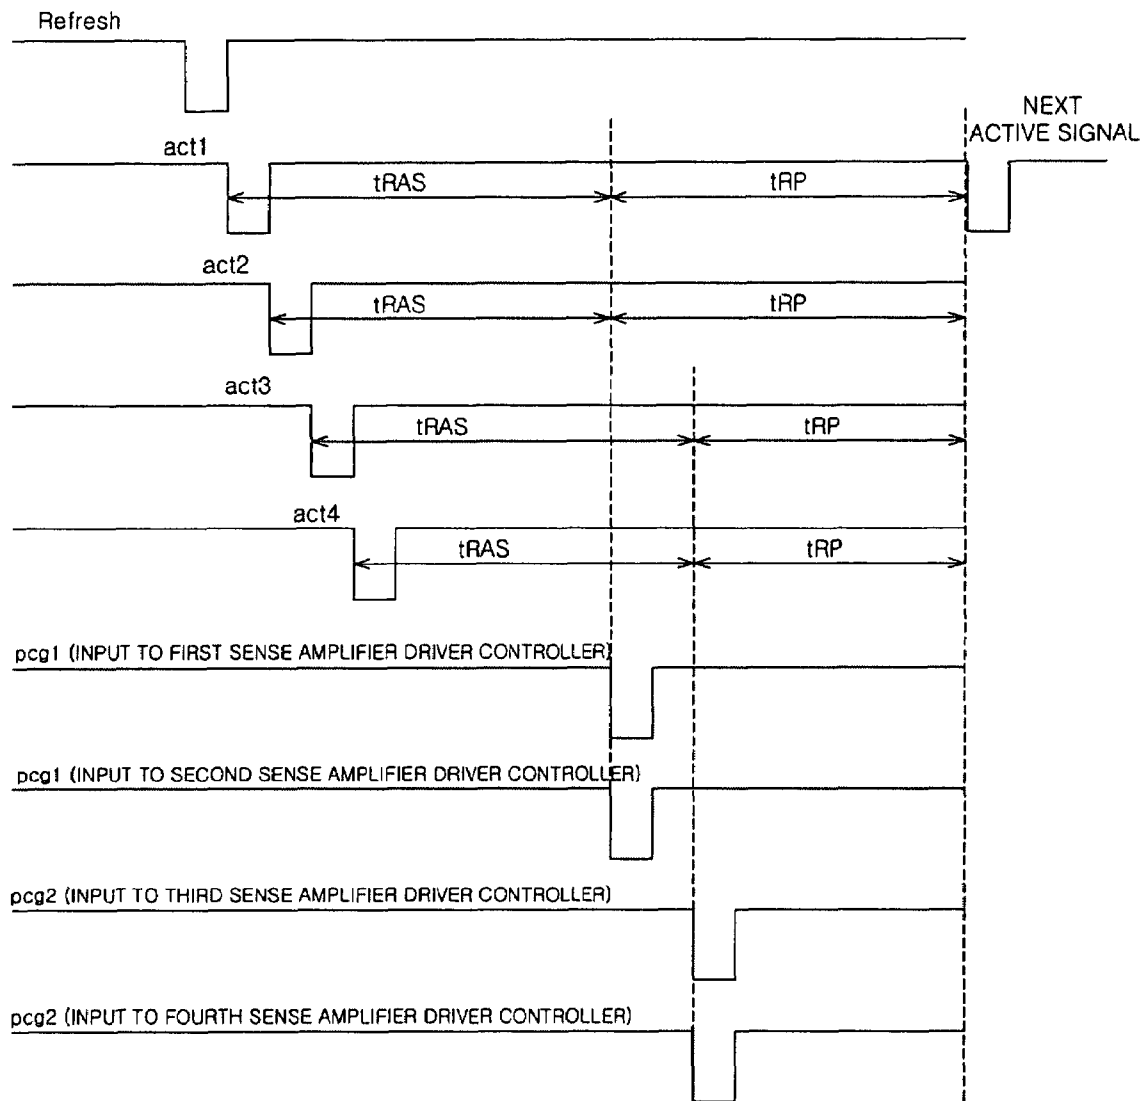 Refresh
NEXT
ACTIVE SIGNAL
act1
tRAS
tRP
act2
tRAS
tRP
act3
tRAS
tRP
act4
tRAS
tRP
pcg1 (INPUT TO FIRST SENSE AMPLIFIER DRIVER CONTROLLER)
pcg1 (INPUT TO SECOND SENSE AMPLIFIER DRIVER CONTROLLER)
pcg2 (INPUT TO THIRD SENSE AMPLIFIER DRIVER CONTROLLER)
pcg2 (INPUT TO FOURTH SENSE AMPLIFIER DRIVER CONTROLLER)